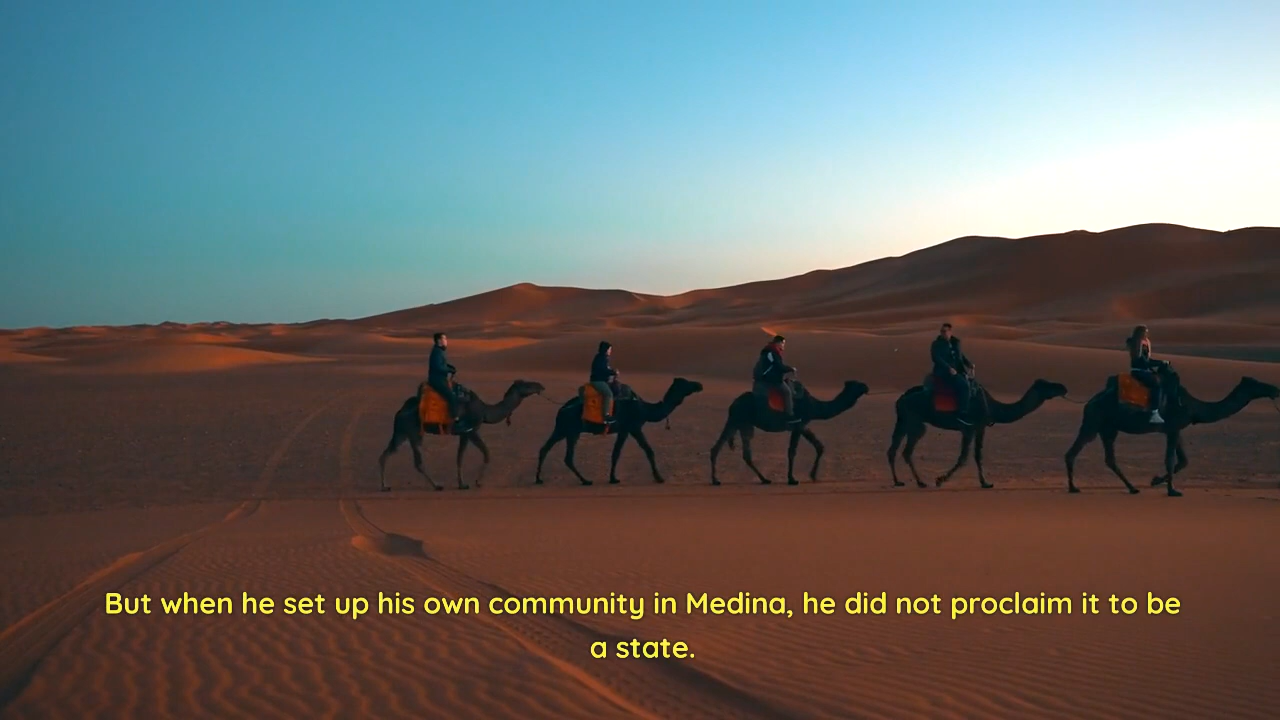 But when he set up his own community in Medina, he did not proclaim it to be
a state.